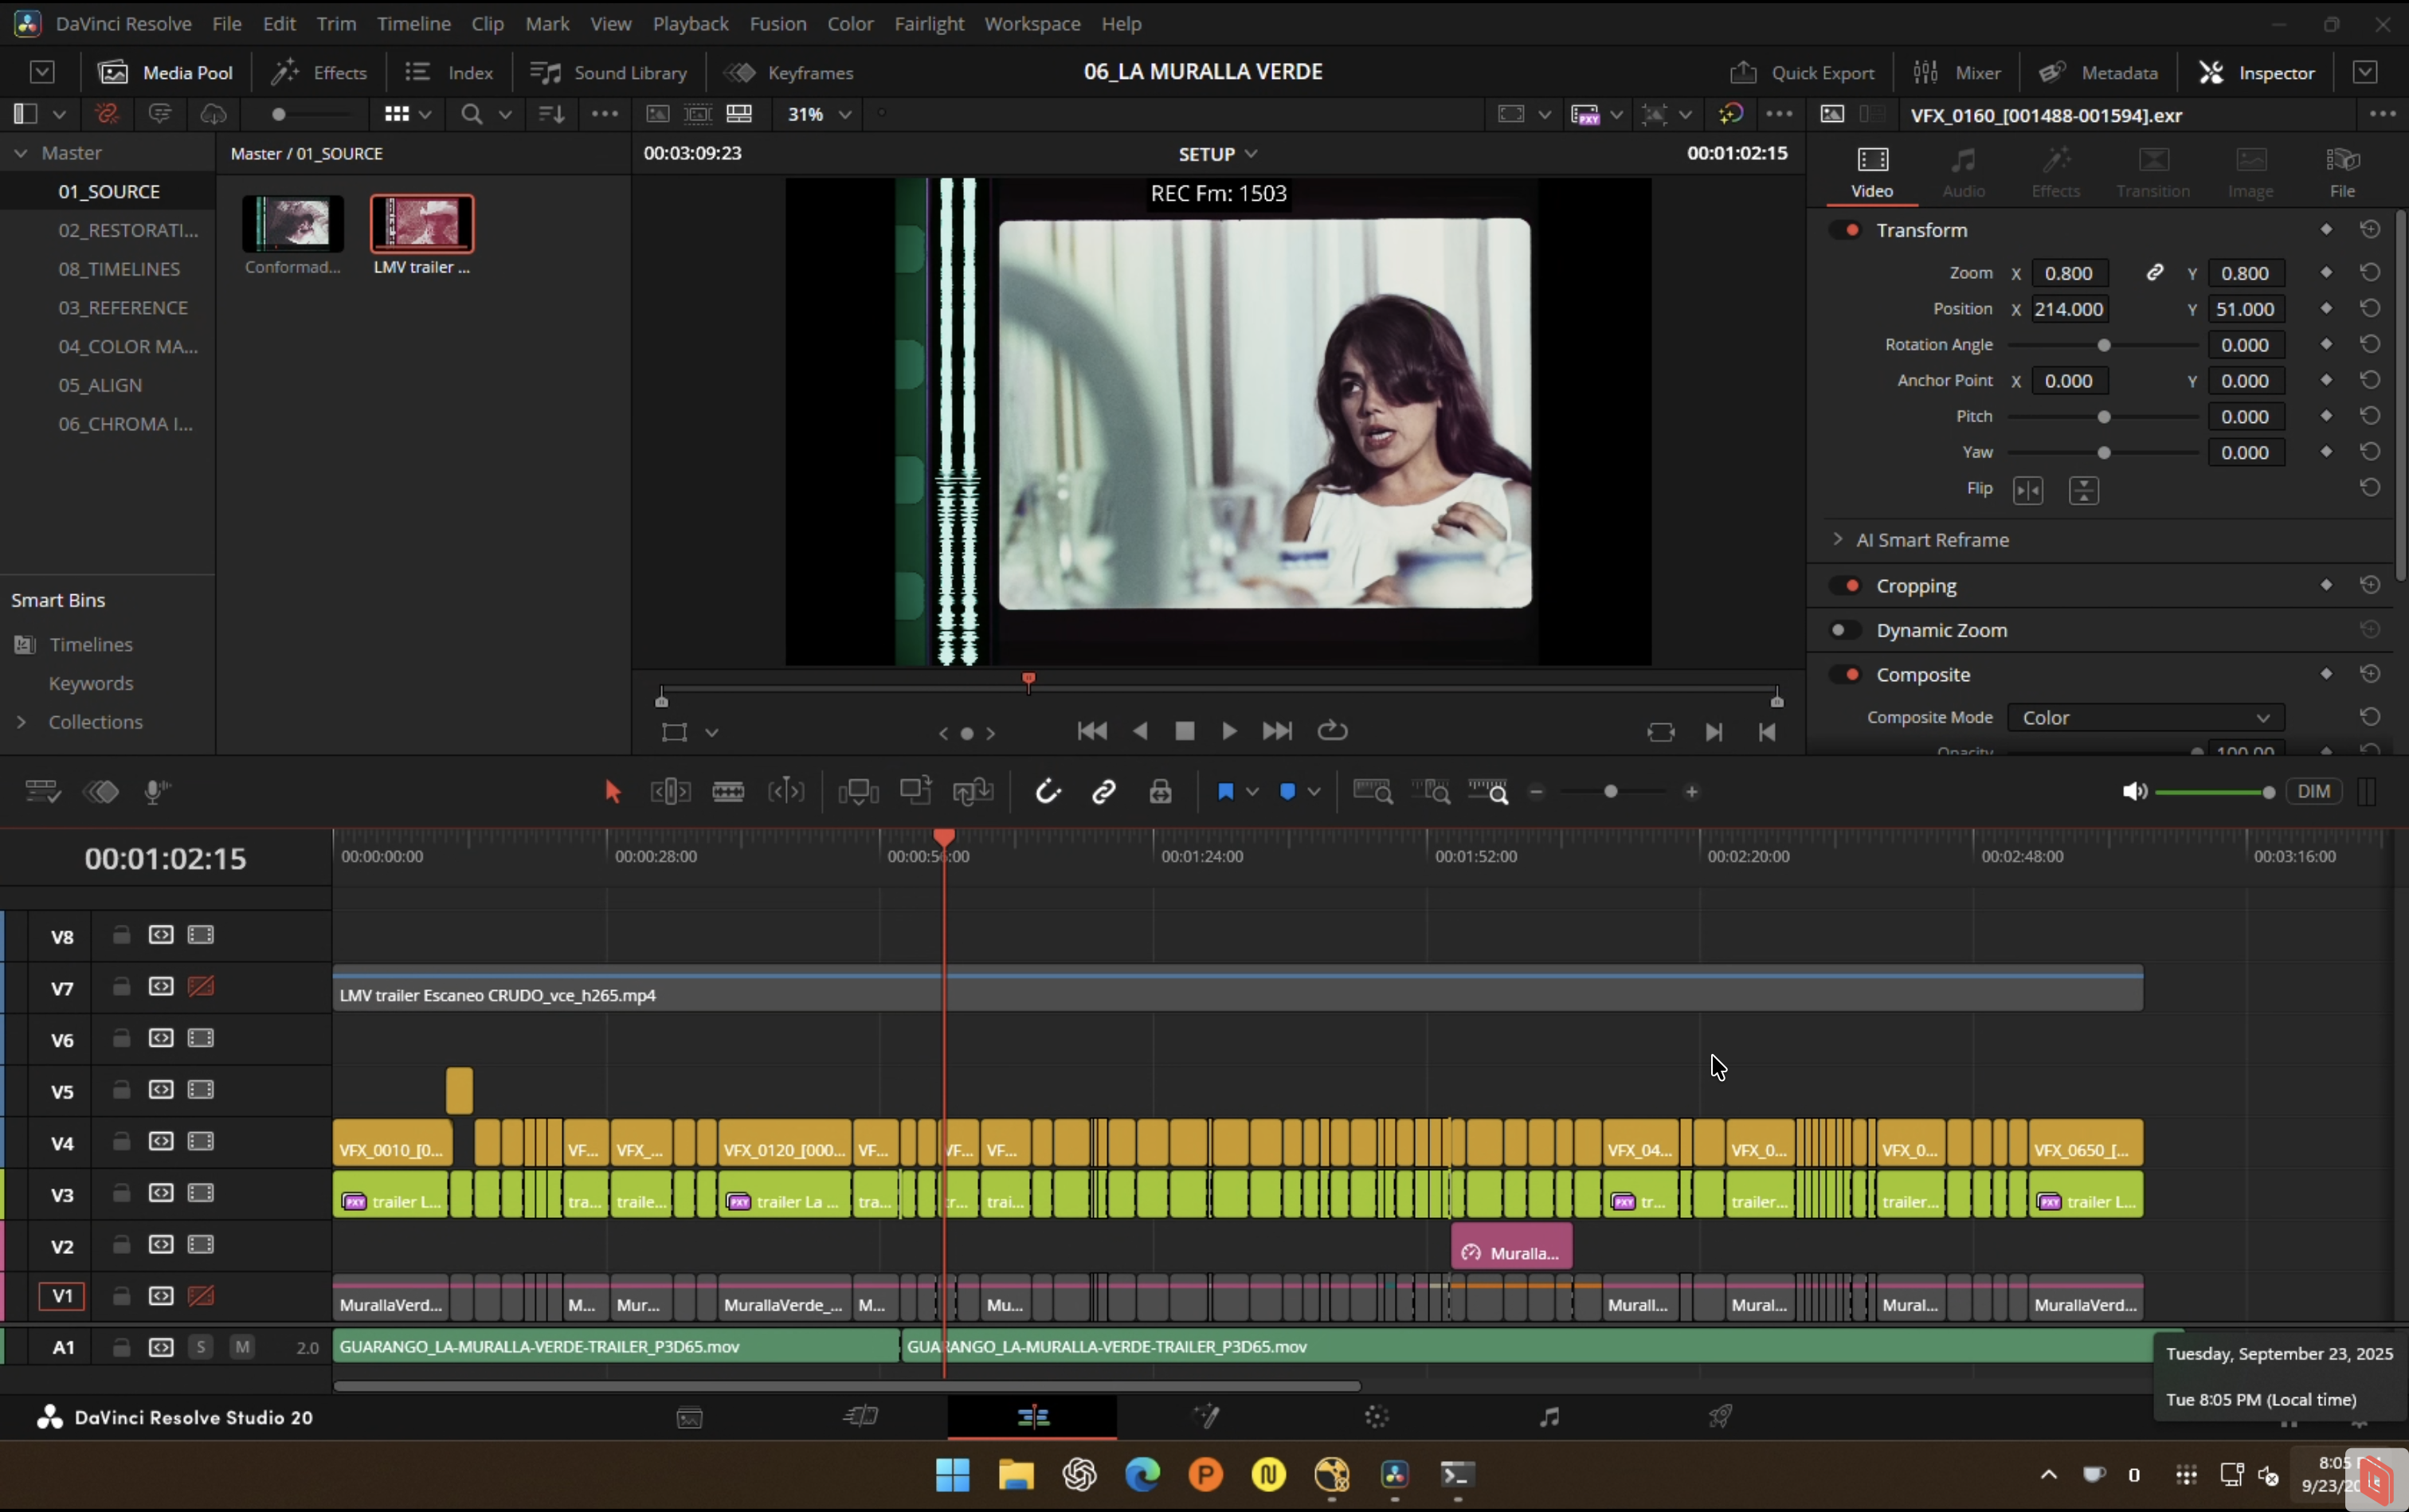 DaVinci Resolve File Edit Trim Timeline Clip Mark View Playback Fusion Color Fairlight Workspace Help
Media Pool Effects Index Sound Library Keyframes 06_LA MURALLA VERDE Quick Export Mixer Metadata Inspector
31% VFX_0160_[001488-001594].exr
Master Master / 01_SOURCE 00:03:09:23 SETUP 00:01:02:15
01_SOURCE
02_RESTORATI...
08_TIMELINES
03_REFERENCE
04_COLOR MA...
05_ALIGN
06_CHROMA I...
Conformad... LMV trailer ...
Smart Bins
Timelines
Keywords
Collections
REC Fm: 1503
Video Audio Effects Transition Image File
Transform
Zoom X 0.800 Y 0.800
Position X 214.000 Y 51.000
Rotation Angle 0.000
Anchor Point X 0.000 Y 0.000
Pitch 0.000
Yaw 0.000
Flip
AI Smart Reframe
Cropping
Dynamic Zoom
Composite
Composite Mode Color
Opacity 100.00
DIM
00:01:02:15 00:00:00:00 00:00:28:00 00:00:56:00 00:01:24:00 00:01:52:00 00:02:20:00 00:02:48:00 00:03:16:00
V8
V7 LMV trailer Escaneo CRUDO_vce_h265.mp4
V6
V5
V4 VFX_0010_[0... VF... VFX_... VFX_0120_[000... VF... VF... VF... VFX_04... VFX_0... VFX_0... VFX_0650_[...
V3 PXY trailer L... tra... traile... PXY trailer La ... tra... tr... trai... PXY tr... trailer... trailer... PXY trailer L...
V2 Muralla...
V1 MurallaVerd... M... Mur... MurallaVerde_... M... Mu... Murall... Mural... Mural... MurallaVerd...
A1 S M 2.0 GUARANGO_LA-MURALLA-VERDE-TRAILER_P3D65.mov GUARANGO_LA-MURALLA-VERDE-TRAILER_P3D65.mov
Tuesday, September 23, 2025
Tue 8:05 PM (Local time)
DaVinci Resolve Studio 20
8:05